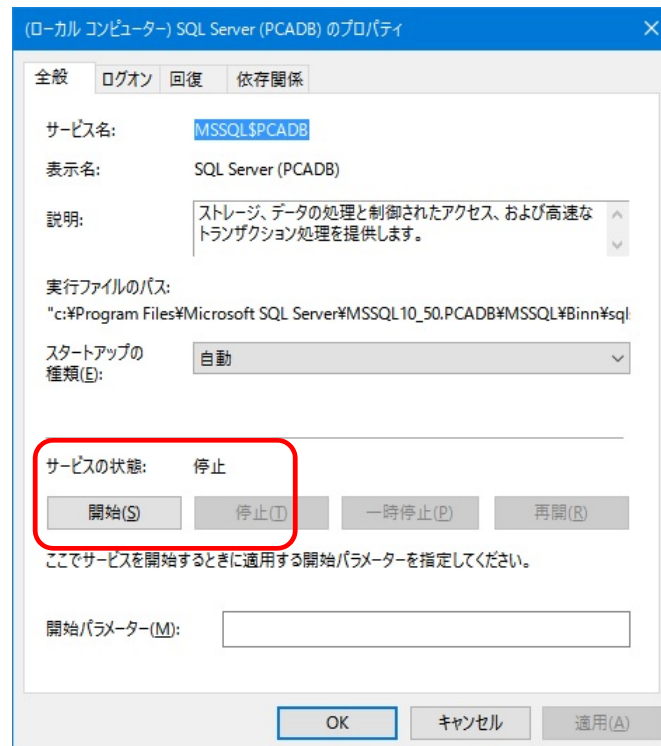 (ローカル コンピューター) SQL Server (PCADB) のプロパティ
全般 ログオン 回復 依存関係
サービス名: MSSQL$PCADB
表示名: SQL Server (PCADB)
説明: ストレージ、データの処理と制御されたアクセス、および高速な
トランザクション処理を提供します。
実行ファイルのパス:
"c:¥Program Files¥Microsoft SQL Server¥MSSQL10_50.PCADB¥MSSQL¥Binn¥sql
スタートアップの
種類(E): 自動
サービスの状態: 停止
開始(S) 停止(T) 一時停止(P) 再開(R)
ここでサービスを開始するときに適用する開始パラメーターを指定してください。
開始パラメーター(M):
OK キャンセル 適用(A)